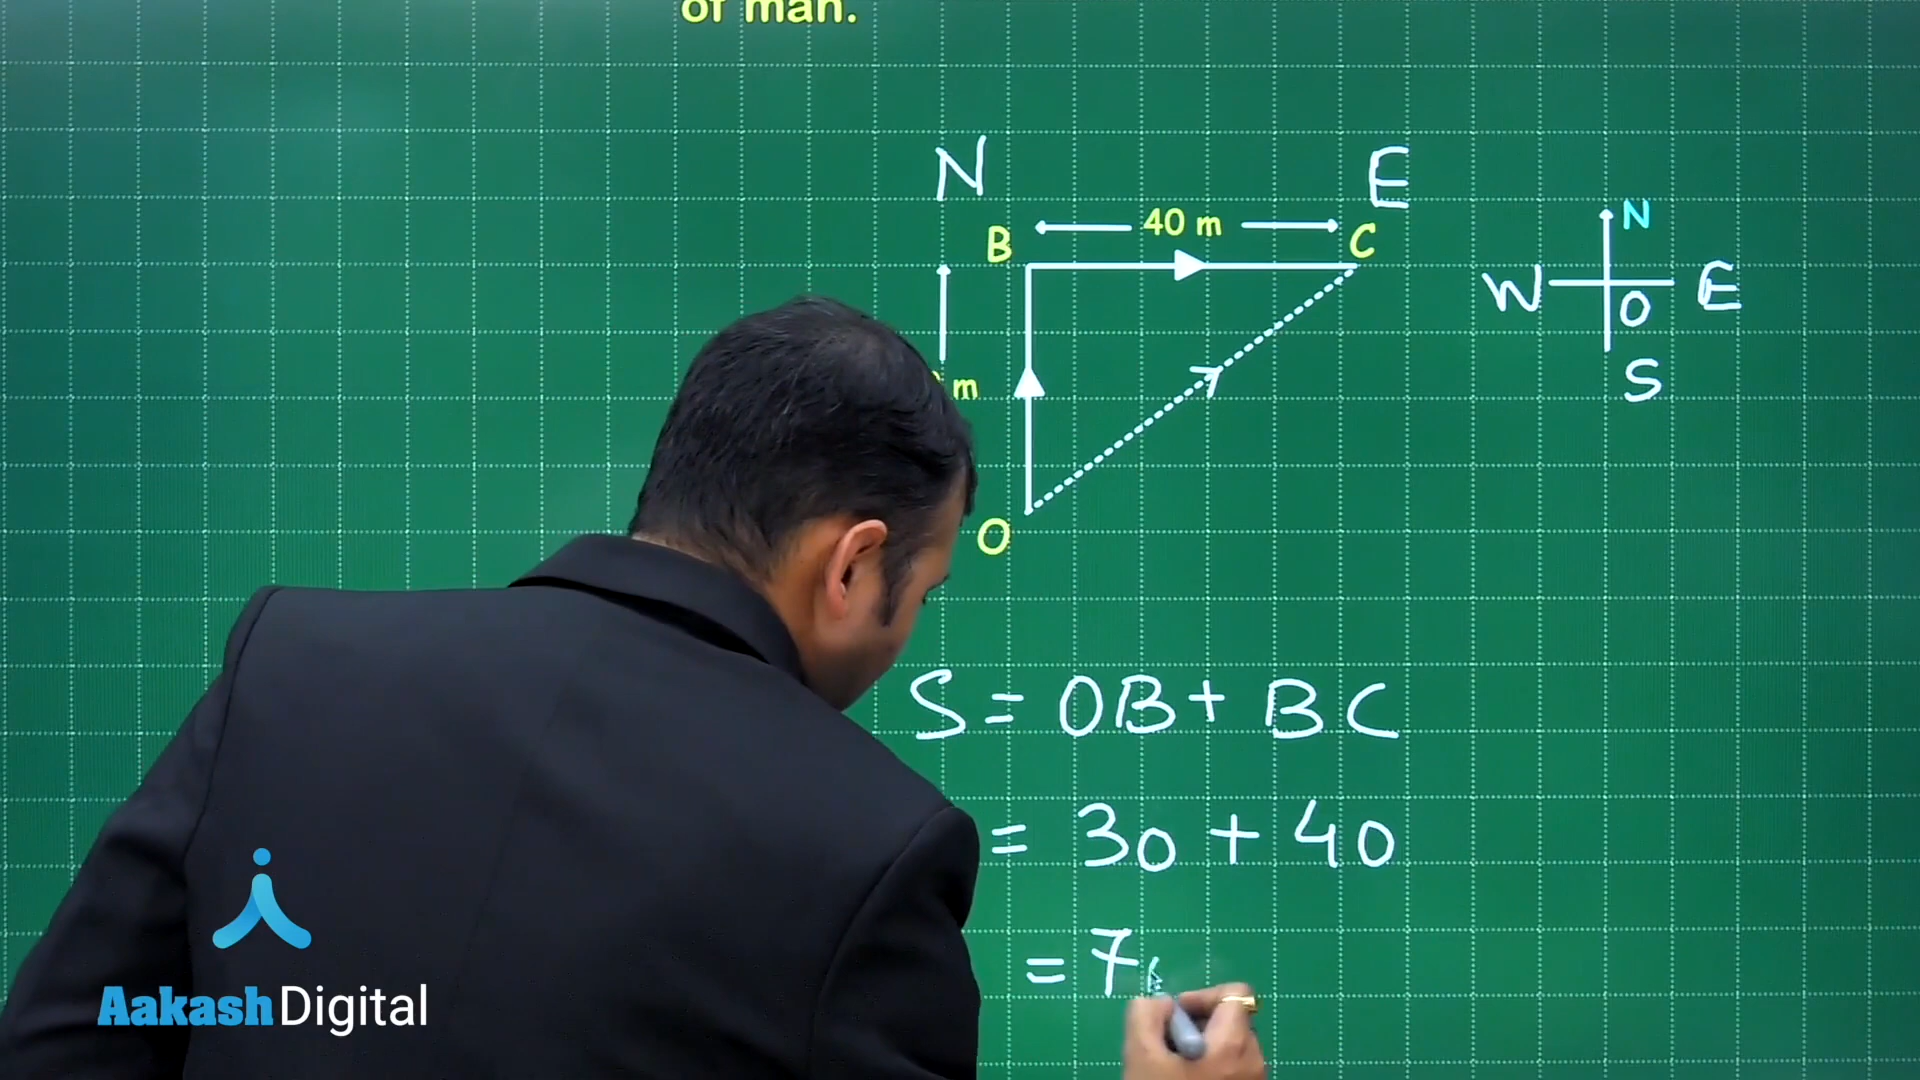 of man.
N
E
B
40 m
C
N
W
E
O
S
m
O
S = OB + BC
= 30 + 40
= 7
Aakash Digital